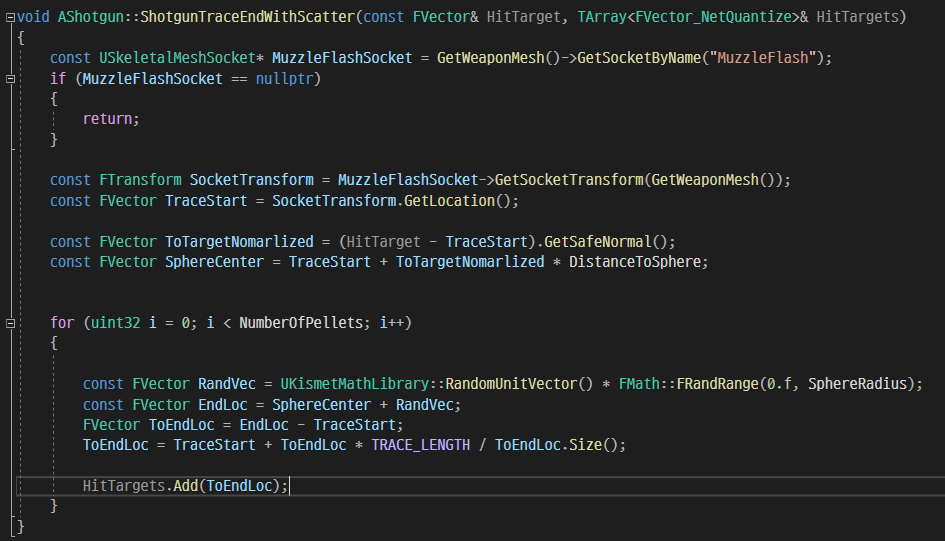 void AShotgun::ShotgunTraceEndWithScatter(const FVector& HitTarget, TArray<FVector_NetQuantize>& HitTargets)
{
    const USkeletalMeshSocket* MuzzleFlashSocket = GetWeaponMesh()->GetSocketByName("MuzzleFlash");
    if (MuzzleFlashSocket == nullptr)
    {
        return;
    }
    const FTransform SocketTransform = MuzzleFlashSocket->GetSocketTransform(GetWeaponMesh());
    const FVector TraceStart = SocketTransform.GetLocation();
    const FVector ToTargetNomarlized = (HitTarget - TraceStart).GetSafeNormal();
    const FVector SphereCenter = TraceStart + ToTargetNomarlized * DistanceToSphere;
    for (uint32 i = 0; i < NumberOfPellets; i++)
    {
        const FVector RandVec = UKismetMathLibrary::RandomUnitVector() * FMath::FRandRange(0.f, SphereRadius);
        const FVector EndLoc = SphereCenter + RandVec;
        FVector ToEndLoc = EndLoc - TraceStart;
        ToEndLoc = TraceStart + ToEndLoc * TRACE_LENGTH / ToEndLoc.Size();
        HitTargets.Add(ToEndLoc);
    }
}